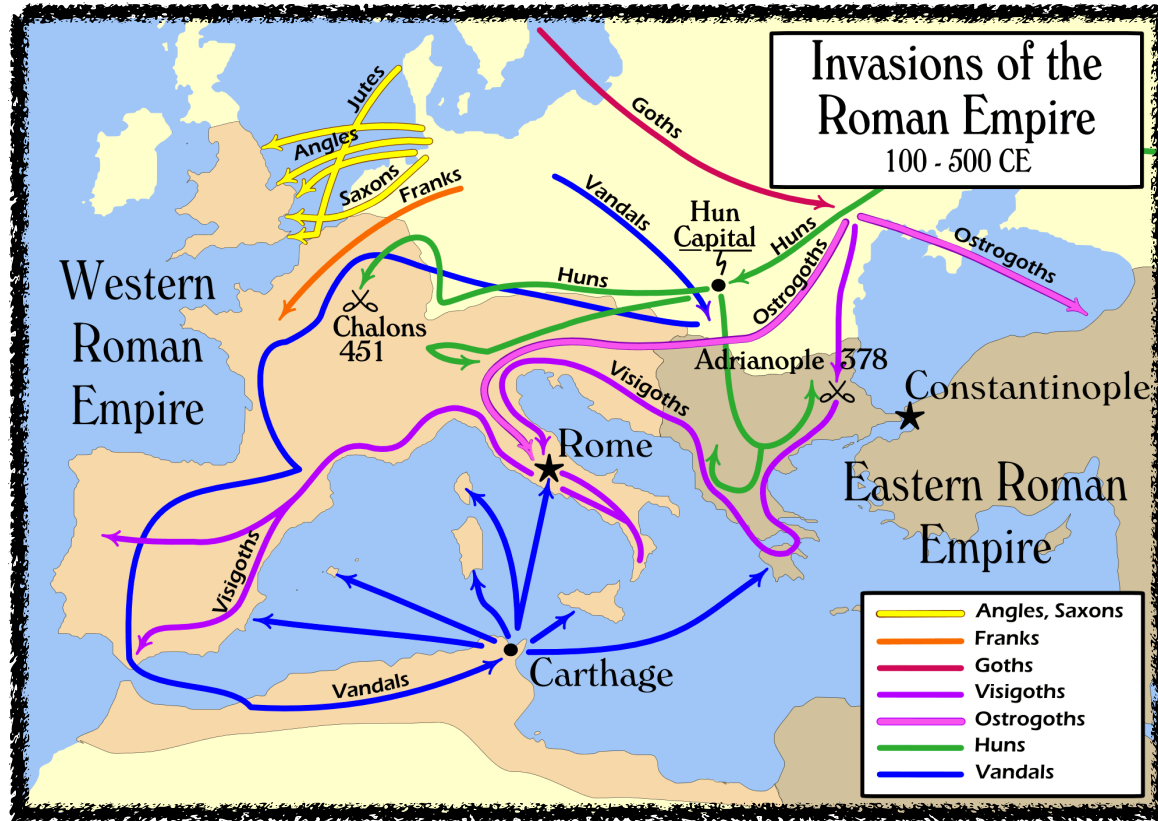 Invasions of the
Roman Empire
100 - 500 CE
Jutes
Angles
Saxons
Franks
Goths
Vandals
Hun
Capital
Huns
Ostrogoths
Ostrogoths
Huns
Western
Roman
Empire
Chalons
451
Adrianople 378
Visigoths
Constantinople
Rome
Eastern Roman
Empire
Visigoths
Carthage
Vandals
Angles, Saxons
Franks
Goths
Visigoths
Ostrogoths
Huns
Vandals